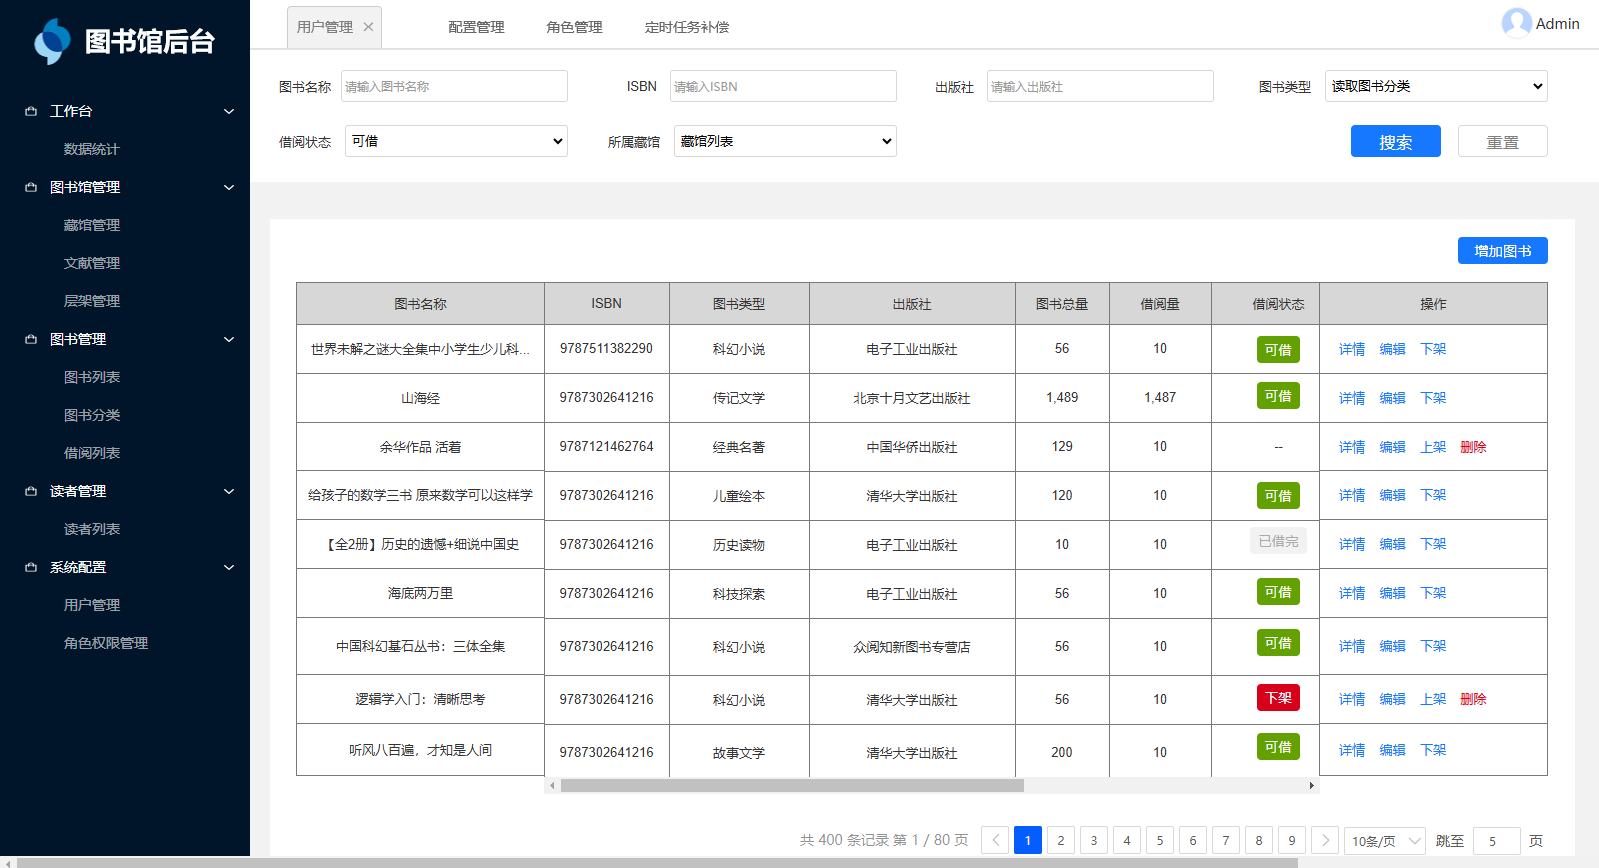 图书馆后台
用户管理 × 配置管理 角色管理 定时任务补偿 Admin
工作台
数据统计
图书馆管理
藏馆管理
文献管理
层架管理
图书管理
图书列表
图书分类
借阅列表
读者管理
读者列表
系统配置
用户管理
角色权限管理
图书名称 请输入图书名称 ISBN 请输入ISBN 出版社 请输入出版社 图书类型 读取图书分类
借阅状态 可借 所属藏馆 藏馆列表 搜索 重置
增加图书
图书名称 ISBN 图书类型 出版社 图书总量 借阅量 借阅状态 操作
世界未解之谜大全集中小学生少儿科... 9787511382290 科幻小说 电子工业出版社 56 10 可借 详情 编辑 下架
山海经 9787302641216 传记文学 北京十月文艺出版社 1,489 1,487 可借 详情 编辑 下架
余华作品 活着 9787121462764 经典名著 中国华侨出版社 129 10 -- 详情 编辑 上架 删除
给孩子的数学三书 原来数学可以这样学 9787302641216 儿童绘本 清华大学出版社 120 10 可借 详情 编辑 下架
【全2册】历史的遗憾+细说中国史 9787302641216 历史读物 电子工业出版社 10 10 已借完 详情 编辑 下架
海底两万里 9787302641216 科技探索 电子工业出版社 56 10 可借 详情 编辑 下架
中国科幻基石丛书：三体全集 9787302641216 科幻小说 众阅知新图书专营店 56 10 可借 详情 编辑 下架
逻辑学入门：清晰思考 9787302641216 科幻小说 清华大学出版社 56 10 下架 详情 编辑 上架 删除
听风八百遍，才知是人间 9787302641216 故事文学 清华大学出版社 200 10 可借 详情 编辑 下架
共 400 条记录 第 1 / 80 页 1 2 3 4 5 6 7 8 9 10条/页 跳至 5 页